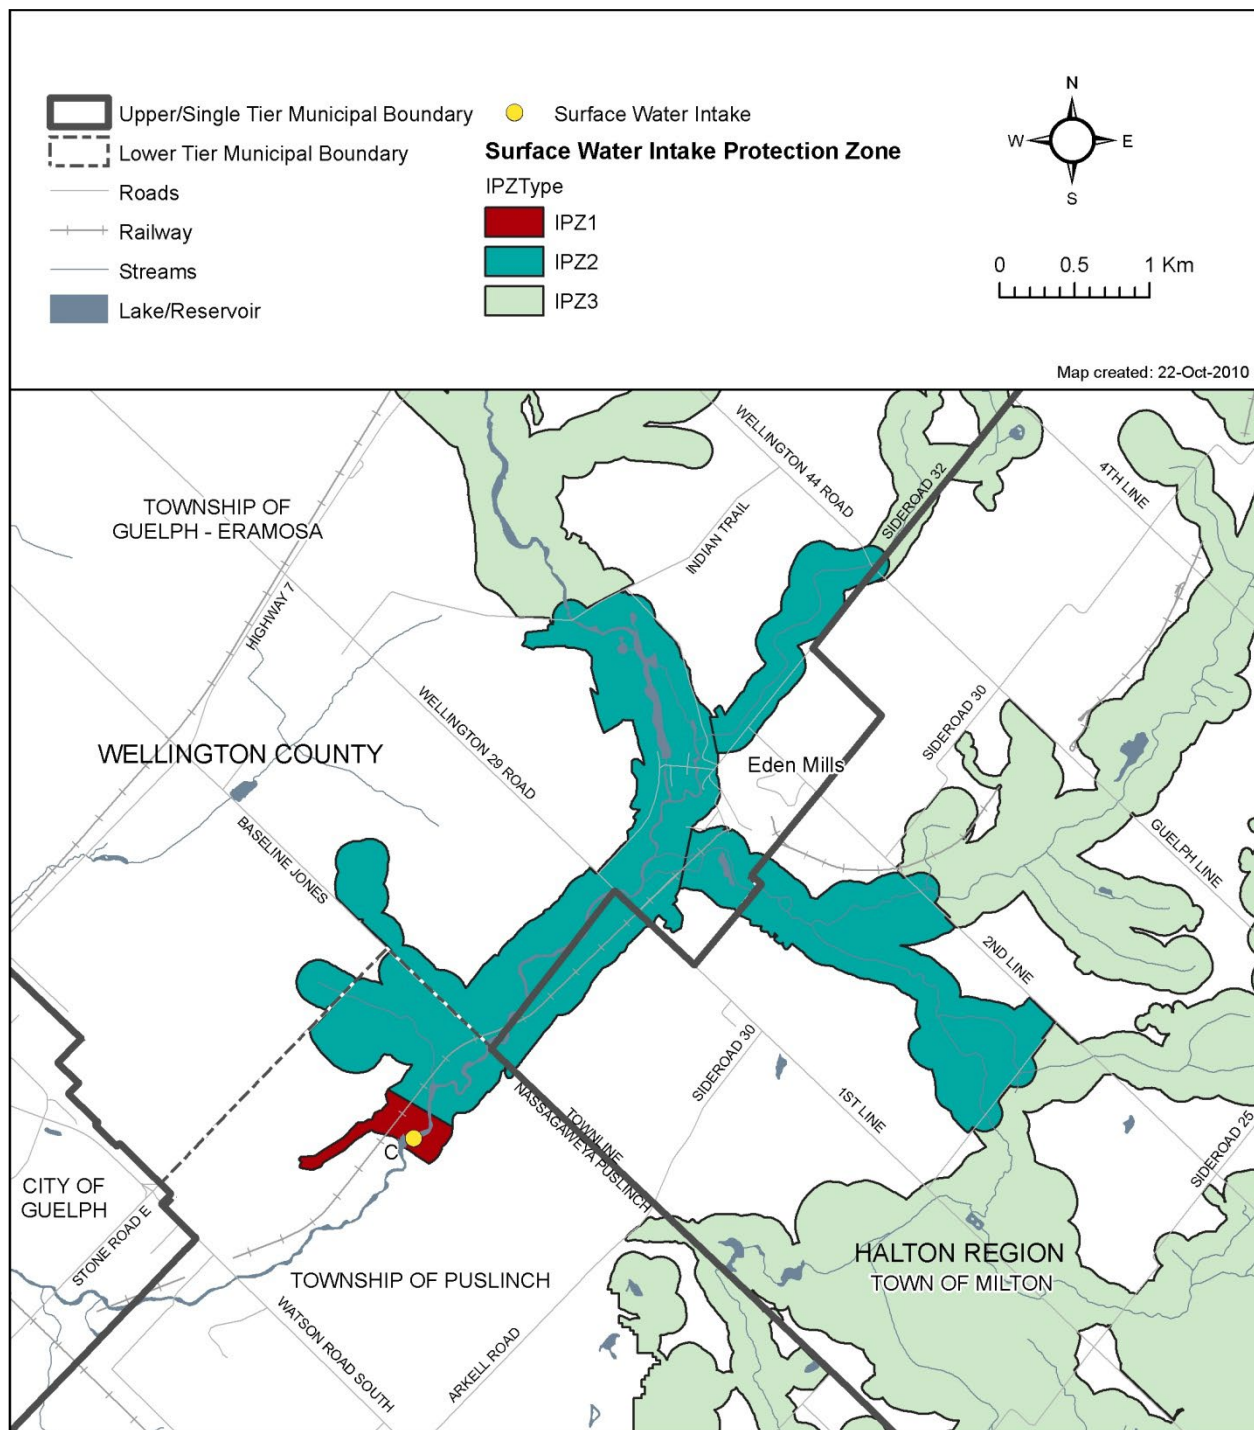 Upper/Single Tier Municipal Boundary
Lower Tier Municipal Boundary
Roads
Railway
Streams
Lake/Reservoir
Surface Water Intake
Surface Water Intake Protection Zone
IPZType
IPZ1
IPZ2
IPZ3
N
W
E
S
0 0.5 1 Km
Map created: 22-Oct-2010
WELLINGTON 44 ROAD
SIDEROAD 32
4TH LINE
TOWNSHIP OF
GUELPH - ERAMOSA
INDIAN TRAIL
HIGHWAY 7
WELLINGTON 29 ROAD
SIDEROAD 30
WELLINGTON COUNTY
Eden Mills
BASELINE JONES
GUELPH LINE
2ND LINE
SIDEROAD 30
1ST LINE
TOWNLINE
NASSAGAWEYA PUSLINCH
SIDEROAD 25
C
CITY OF
GUELPH
STONE ROAD E
TOWNSHIP OF PUSLINCH
HALTON REGION
TOWN OF MILTON
WATSON ROAD SOUTH
ARKELL ROAD